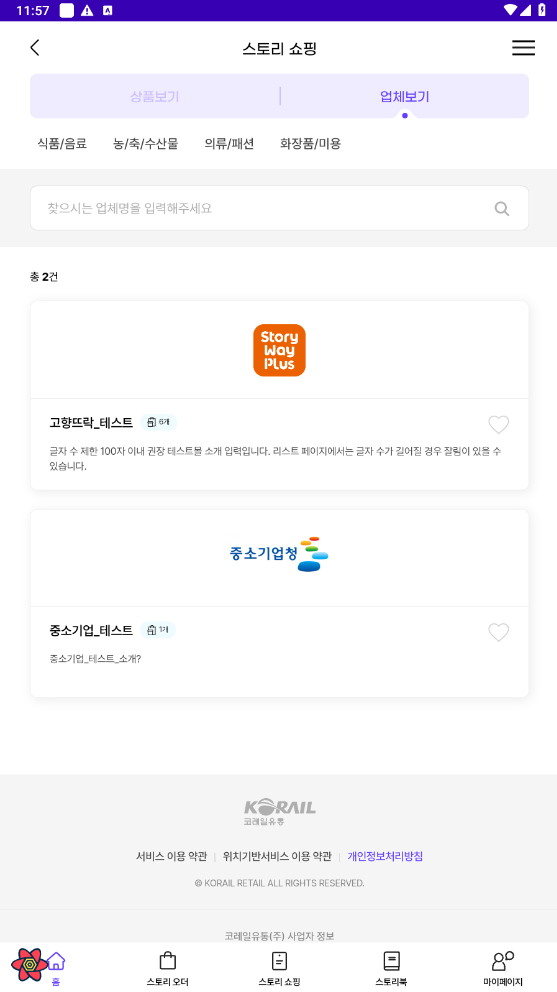 11:57
스토리 쇼핑
상품보기
업체보기
식품/음료
농/축/수산물
의류/패션
화장품/미용
찾으시는 업체명을 입력해주세요
총 2건
Story
Way
Plus
고향뜨락_테스트
6개
글자 수 제한 100자 이내 권장 테스트몰 소개 입력입니다. 리스트 페이지에서는 글자 수가 길어질 경우 잘림이 있을 수
있습니다.
중소기업청
중소기업_테스트
1개
중소기업_테스트_소개?
KORAIL
코레일유통
서비스 이용 약관 | 위치기반서비스 이용 약관 | 개인정보처리방침
© KORAIL RETAIL ALL RIGHTS RESERVED.
코레일유통(주) 사업자 정보
홈
스토리 오더
스토리 쇼핑
스토리북
마이페이지